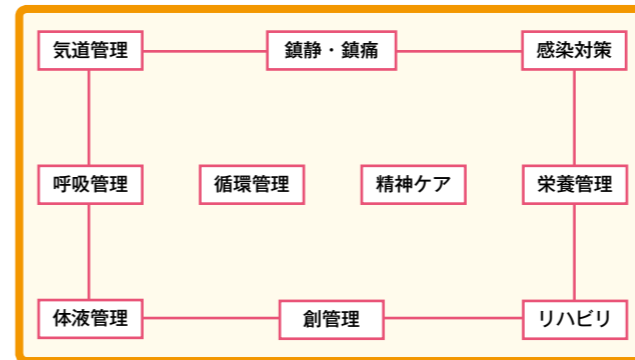 気道管理
鎮静・鎮痛
感染対策
呼吸管理
循環管理
精神ケア
栄養管理
体液管理
創管理
リハビリ